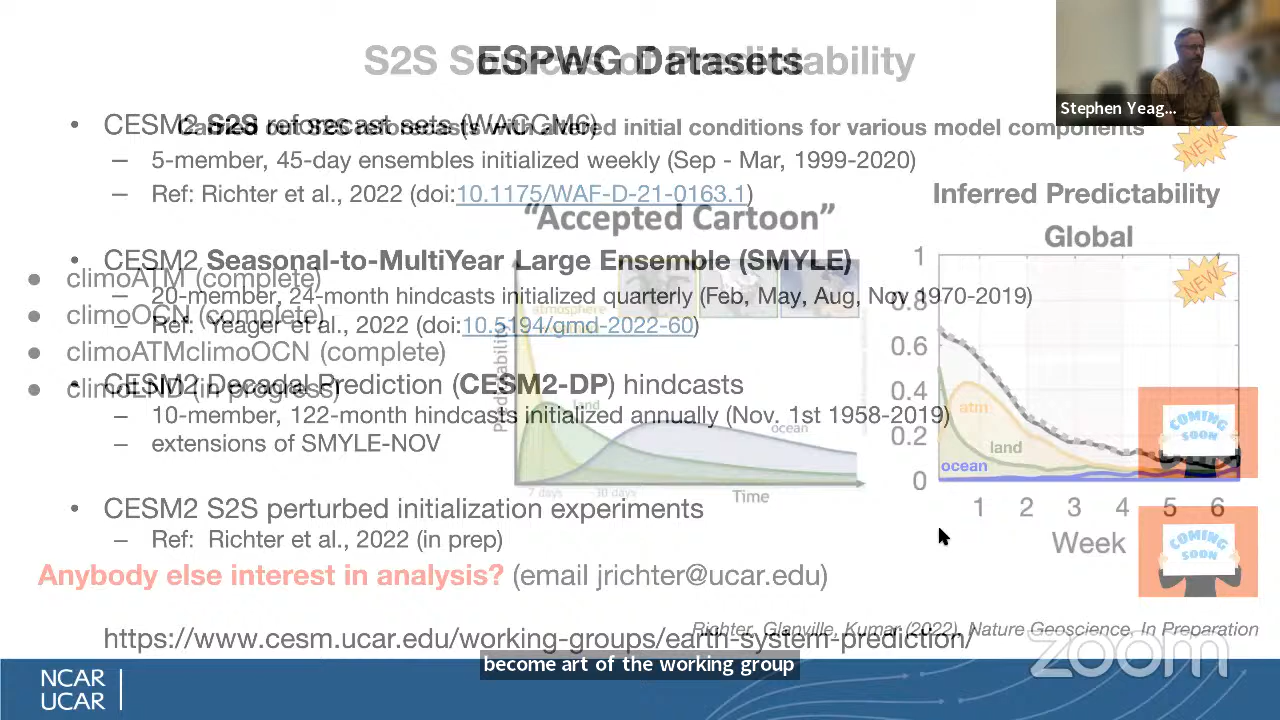 S2S Sources of Predictability
ESPWG Datasets
Stephen Yeag...
• CESM2 S2S reforecast sets (WACCM6)
Carried out S2S reforecasts with altered initial conditions for various model components
NEW
– 5-member, 45-day ensembles initialized weekly (Sep - Mar, 1999-2020)
– Ref: Richter et al., 2022 (doi:10.1175/WAF-D-21-0163.1)
Inferred Predictability
"Accepted Cartoon"
Global
• CESM2 Seasonal-to-MultiYear Large Ensemble (SMYLE)
NEW
● climoATM (complete)
– 20-member, 24-month hindcasts initialized quarterly (Feb, May, Aug, Nov 1970-2019)
● climoOCN (complete)
– Ref: Yeager et al., 2022 (doi:10.5194/gmd-2022-60)
● climoATMclimoOCN (complete)
● climoLND (in progress)
• CESM2 Decadal Prediction (CESM2-DP) hindcasts
– 10-member, 122-month hindcasts initialized annually (Nov. 1st 1958-2019)
– extensions of SMYLE-NOV
Predictability
atmosphere
land
ocean
7 days 30 days
Time
1
0.8
0.6
0.4
0.2
0
atm
land
ocean
1 2 3 4 5 6
Week
COMING
SOON
• CESM2 S2S perturbed initialization experiments
– Ref: Richter et al., 2022 (in prep)
COMING
SOON
Anybody else interest in analysis? (email jrichter@ucar.edu)
Richter, Glanville, Kumar (2022), Nature Geoscience, In Preparation
https://www.cesm.ucar.edu/working-groups/earth-system-prediction/
become art of the working group
zoom
NCAR
UCAR